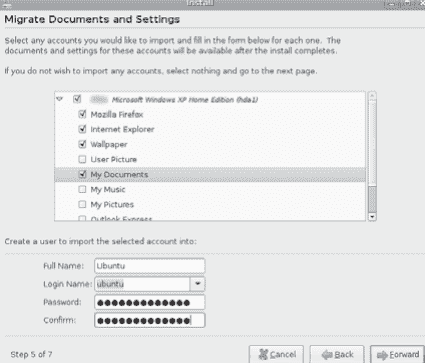 Install
Migrate Documents and Settings
Select any accounts you would like to import and fill in the form below for each one. The
documents and settings for these accounts will be available after the install completes.
If you do not wish to import any accounts, select nothing and go to the next page.
Microsoft Windows XP Home Edition (hda1)
Mozilla Firefox
Internet Explorer
Wallpaper
User Picture
My Documents
My Music
My Pictures
Outlook Express
Create a user to import the selected account into:
Full Name: Ubuntu
Login Name: ubuntu
Password: ●●●●●●●●●●●●●
Confirm: ●●●●●●●●●●●●●
Step 5 of 7 Cancel Back Forward